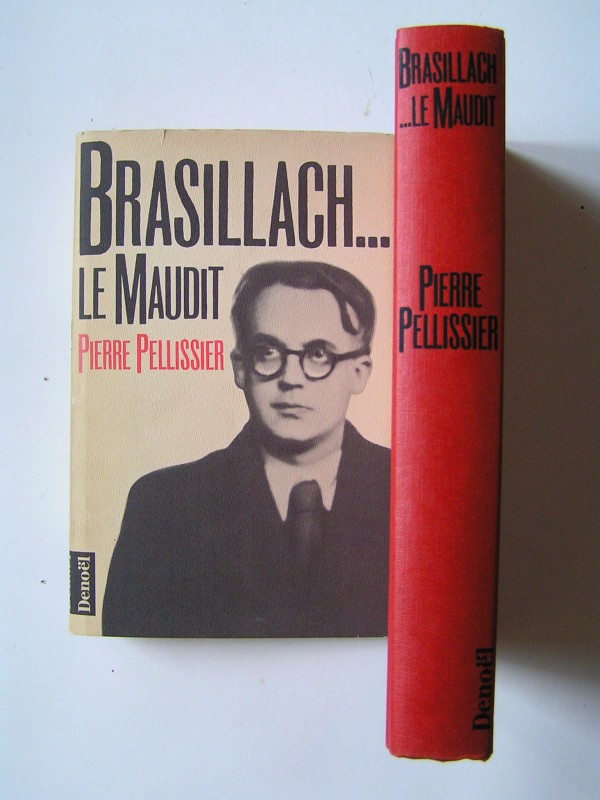 BRASILLACH...
LE MAUDIT
PIERRE PELLISSIER
Denoël
BRASILLACH
...LE MAUDIT
PIERRE
PELLISSIER
Denoël